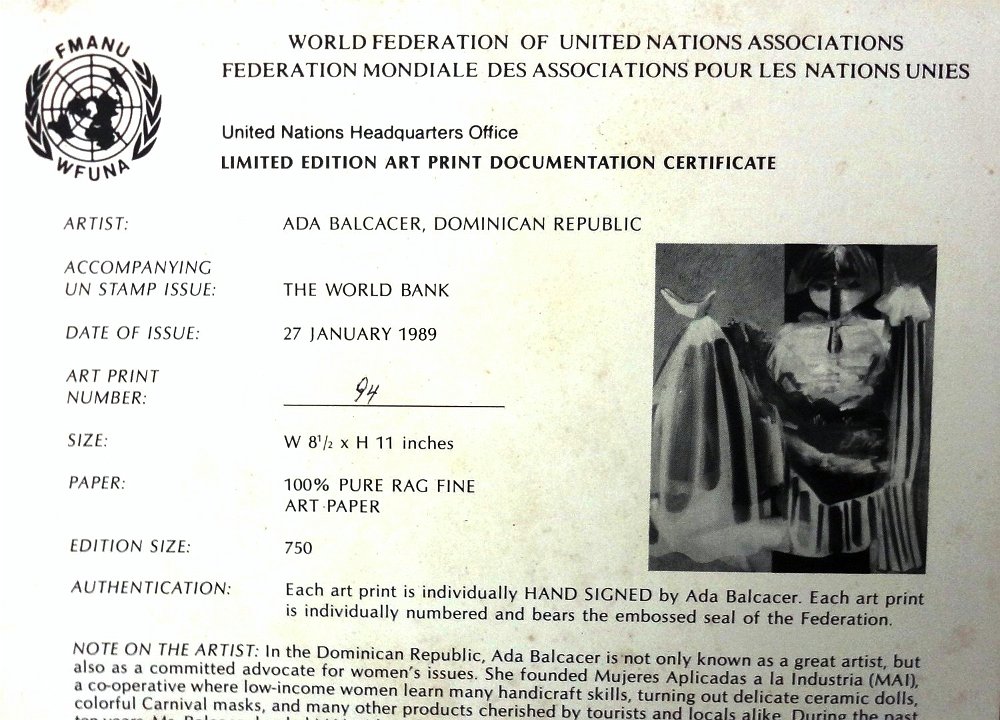 FMANU
WFUNA
WORLD FEDERATION OF UNITED NATIONS ASSOCIATIONS
FEDERATION MONDIALE DES ASSOCIATIONS POUR LES NATIONS UNIES
United Nations Headquarters Office
LIMITED EDITION ART PRINT DOCUMENTATION CERTIFICATE
ARTIST: ADA BALCACER, DOMINICAN REPUBLIC
ACCOMPANYING
UN STAMP ISSUE: THE WORLD BANK
DATE OF ISSUE: 27 JANUARY 1989
ART PRINT
NUMBER: 94
SIZE: W 8½ x H 11 inches
PAPER: 100% PURE RAG FINE
ART PAPER
EDITION SIZE: 750
AUTHENTICATION: Each art print is individually HAND SIGNED by Ada Balcacer. Each art print
is individually numbered and bears the embossed seal of the Federation.
NOTE ON THE ARTIST: In the Dominican Republic, Ada Balcacer is not only known as a great artist, but
also as a committed advocate for women's issues. She founded Mujeres Aplicadas a la Industria (MAI),
a co-operative where low-income women learn many handicraft skills, turning out delicate ceramic dolls,
colorful Carnival masks, and many other products cherished by tourists and locals alike. During the past